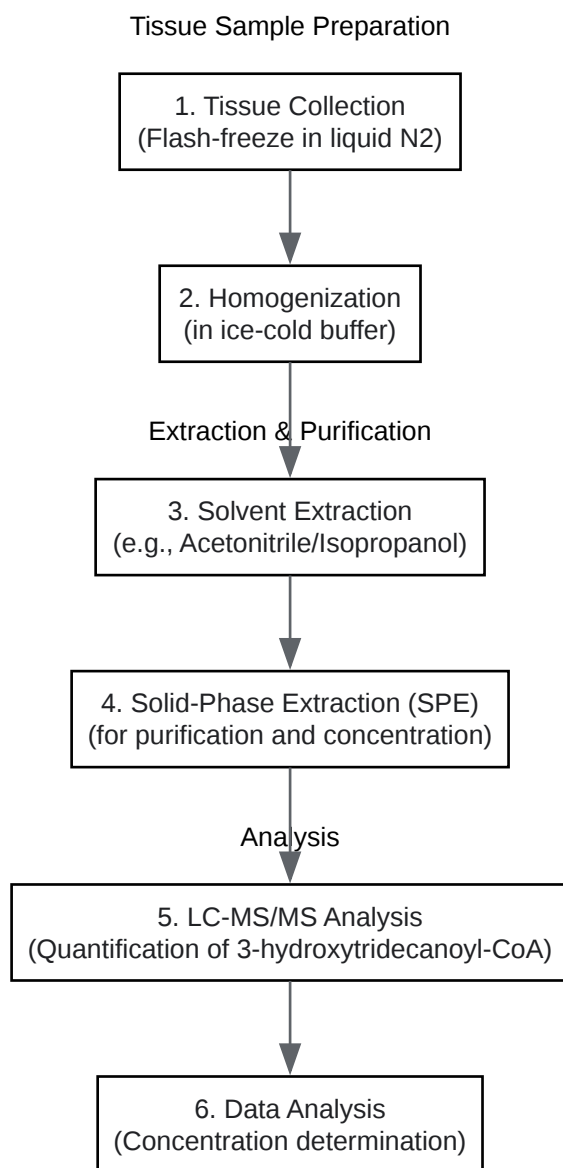 Tissue Sample Preparation
1. Tissue Collection
(Flash-freeze in liquid N2)
2. Homogenization
(in ice-cold buffer)
Extraction & Purification
3. Solvent Extraction
(e.g., Acetonitrile/Isopropanol)
4. Solid-Phase Extraction (SPE)
(for purification and concentration)
Analysis
5. LC-MS/MS Analysis
(Quantification of 3-hydroxytridecanoyl-CoA)
6. Data Analysis
(Concentration determination)